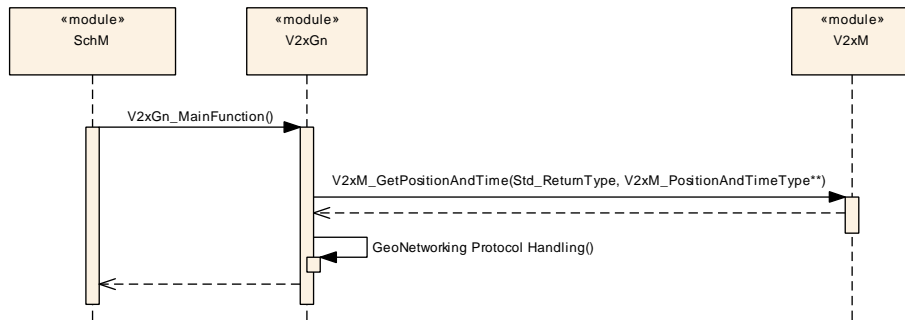 «module»
SchM
«module»
V2xGn
«module»
V2xM
V2xGn_MainFunction()
V2xM_GetPositionAndTime(Std_ReturnType, V2xM_PositionAndTimeType**)
GeoNetworking Protocol Handling()